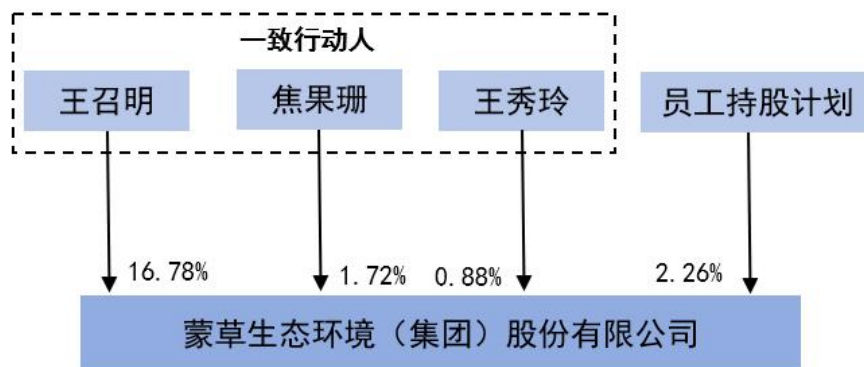 一致行动人
王召明
焦果珊
王秀玲
员工持股计划
16.78%
1.72%
0.88%
2.26%
蒙草生态环境（集团）股份有限公司